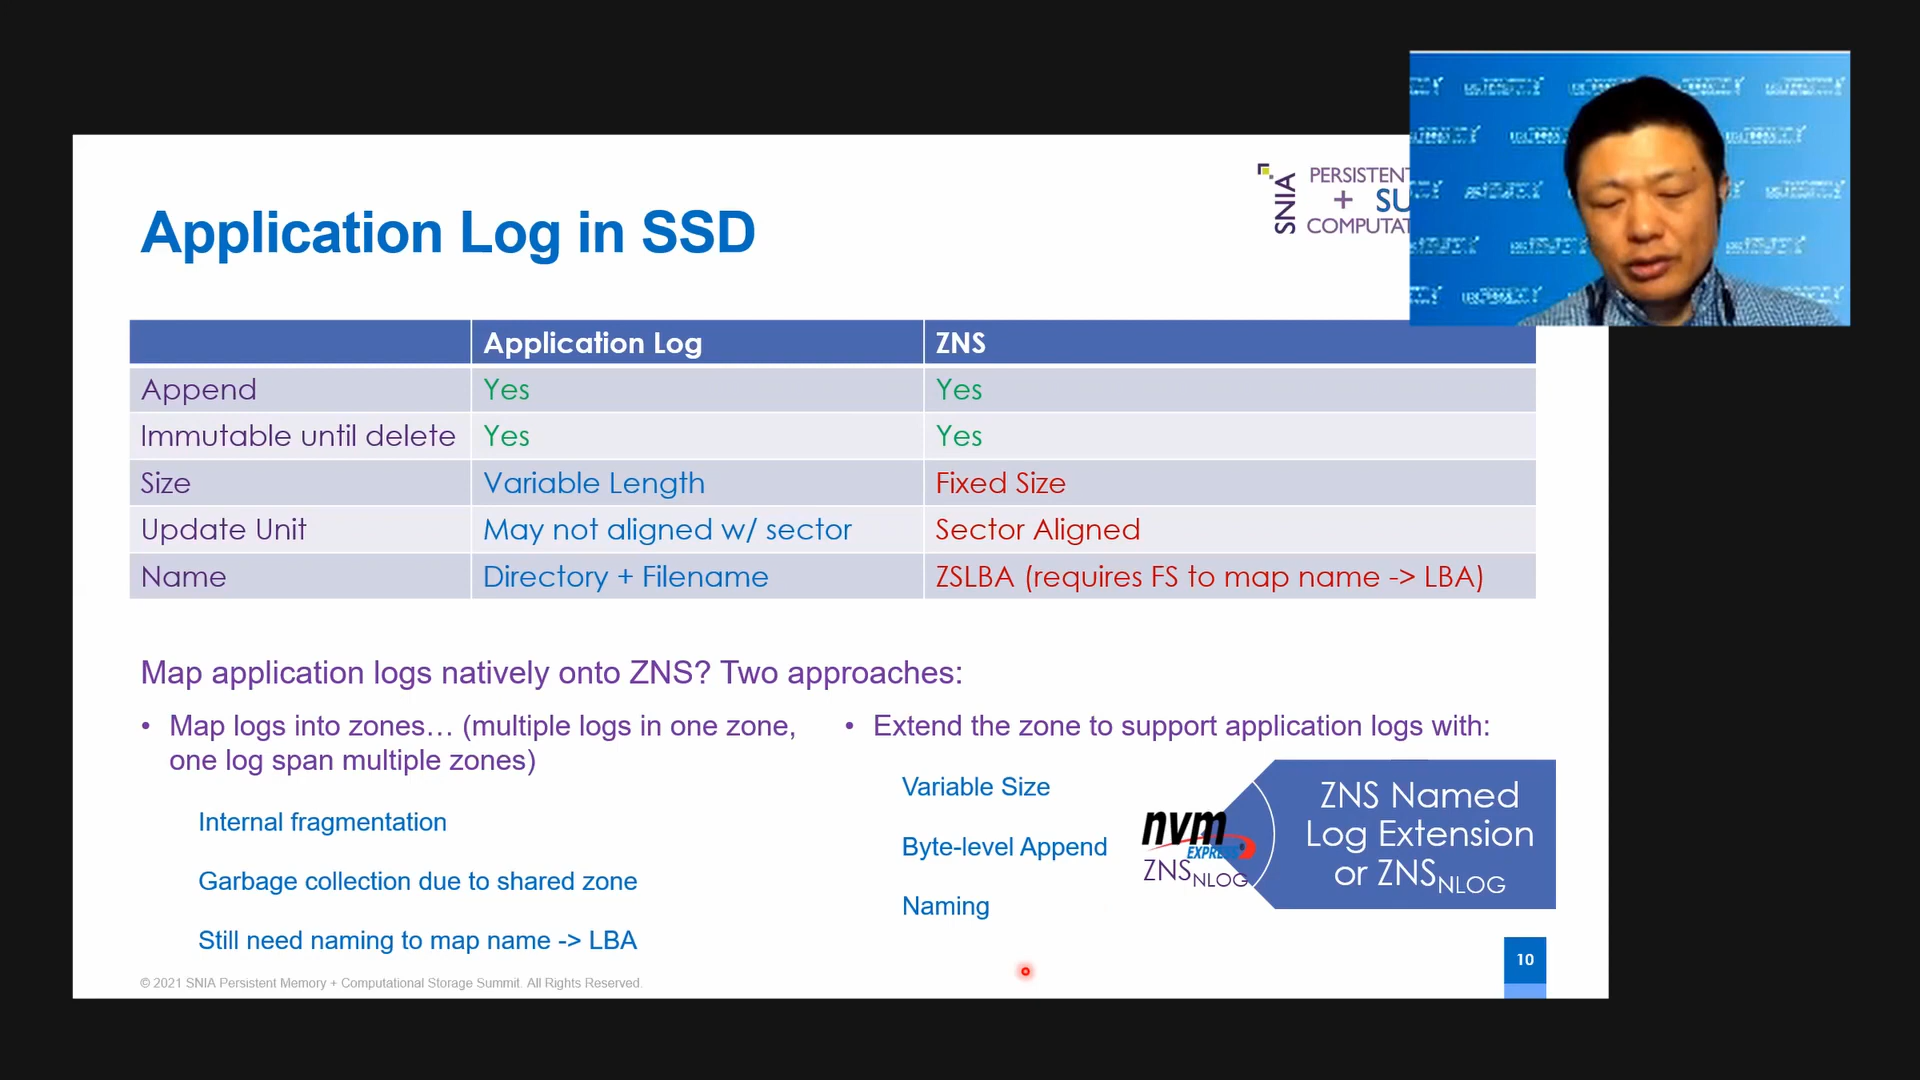 SNIA
PERSISTENT
+ SU
COMPUTAT
Application Log in SSD
Application Log
ZNS
Append
Yes
Yes
Immutable until delete
Yes
Yes
Size
Variable Length
Fixed Size
Update Unit
May not aligned w/ sector
Sector Aligned
Name
Directory + Filename
ZSLBA (requires FS to map name -> LBA)
Map application logs natively onto ZNS? Two approaches:
• Map logs into zones… (multiple logs in one zone,
one log span multiple zones)
Internal fragmentation
Garbage collection due to shared zone
Still need naming to map name -> LBA
• Extend the zone to support application logs with:
Variable Size
Byte-level Append
Naming
nvm
EXPRESS
ZNSNLOG
ZNS Named
Log Extension
or ZNSNLOG
© 2021 SNIA Persistent Memory + Computational Storage Summit. All Rights Reserved.
10